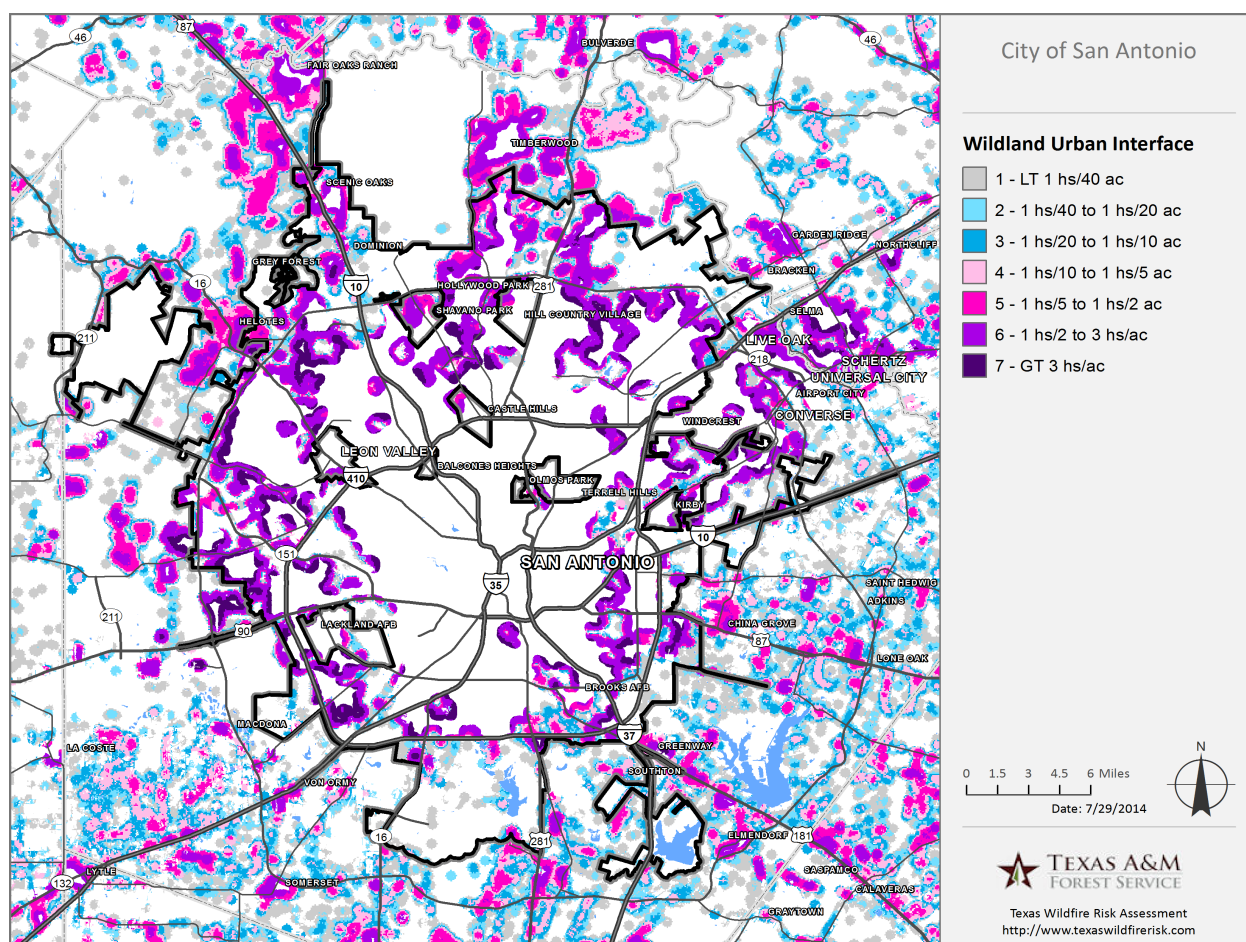 87
46
BULVERDE
46
FAIR OAKS RANCH
TIMBERWOOD
SCENIC OAKS
GARDEN RIDGE
DOMINION
NORTHCLIFF
GREY FOREST
BRACKEN
16
10
HOLLYWOOD PARK
281
SHAVANO PARK
HILL COUNTRY VILLAGE
SELMA
HELOTES
211
LIVE OAK
218
SCHERTZ
UNIVERSAL CITY
AIRPORT CITY
CASTLE HILLS
CONVERSE
WINDCREST
LEON VALLEY
BALCONES HEIGHTS
410
OLMOS PARK
TERRELL HILLS
KIRBY
10
151
SAN ANTONIO
35
SAINT HEDWIG
ADKINS
211
90
LACKLAND AFB
CHINA GROVE
87
LONE OAK
BROOKS AFB
MACDONA
37
LA COSTE
GREENWAY
SOUTHTON
VON ORMY
16
281
ELMENDORF
181
LYTLE
132
SOMERSET
SASPAMCO
CALAVERAS
GRAYTOWN
City of San Antonio
Wildland Urban Interface
1 - LT 1 hs/40 ac
2 - 1 hs/40 to 1 hs/20 ac
3 - 1 hs/20 to 1 hs/10 ac
4 - 1 hs/10 to 1 hs/5 ac
5 - 1 hs/5 to 1 hs/2 ac
6 - 1 hs/2 to 3 hs/ac
7 - GT 3 hs/ac
N
0 1.5 3 4.5 6 Miles
Date: 7/29/2014
TEXAS A&M
FOREST SERVICE
Texas Wildfire Risk Assessment
http://www.texaswildfirerisk.com